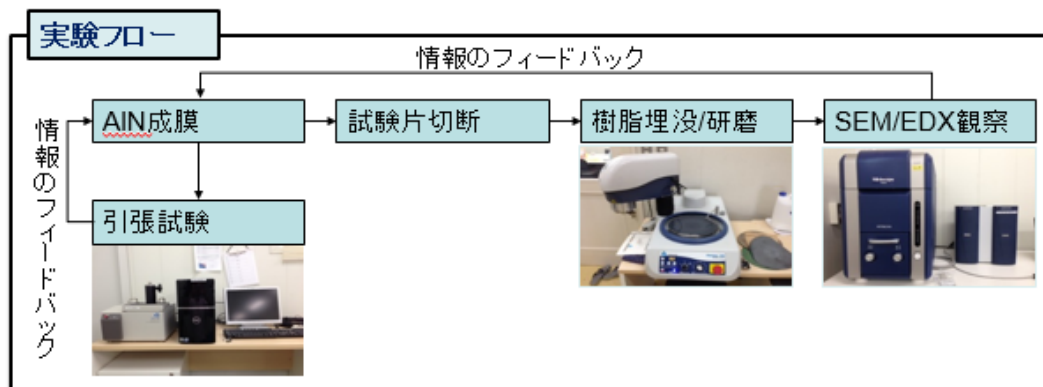 実験フロー
情報のフィードバック
AIN成膜
試験片切断
樹脂埋没/研磨
SEM/EDX観察
情報のフィードバック
引張試験